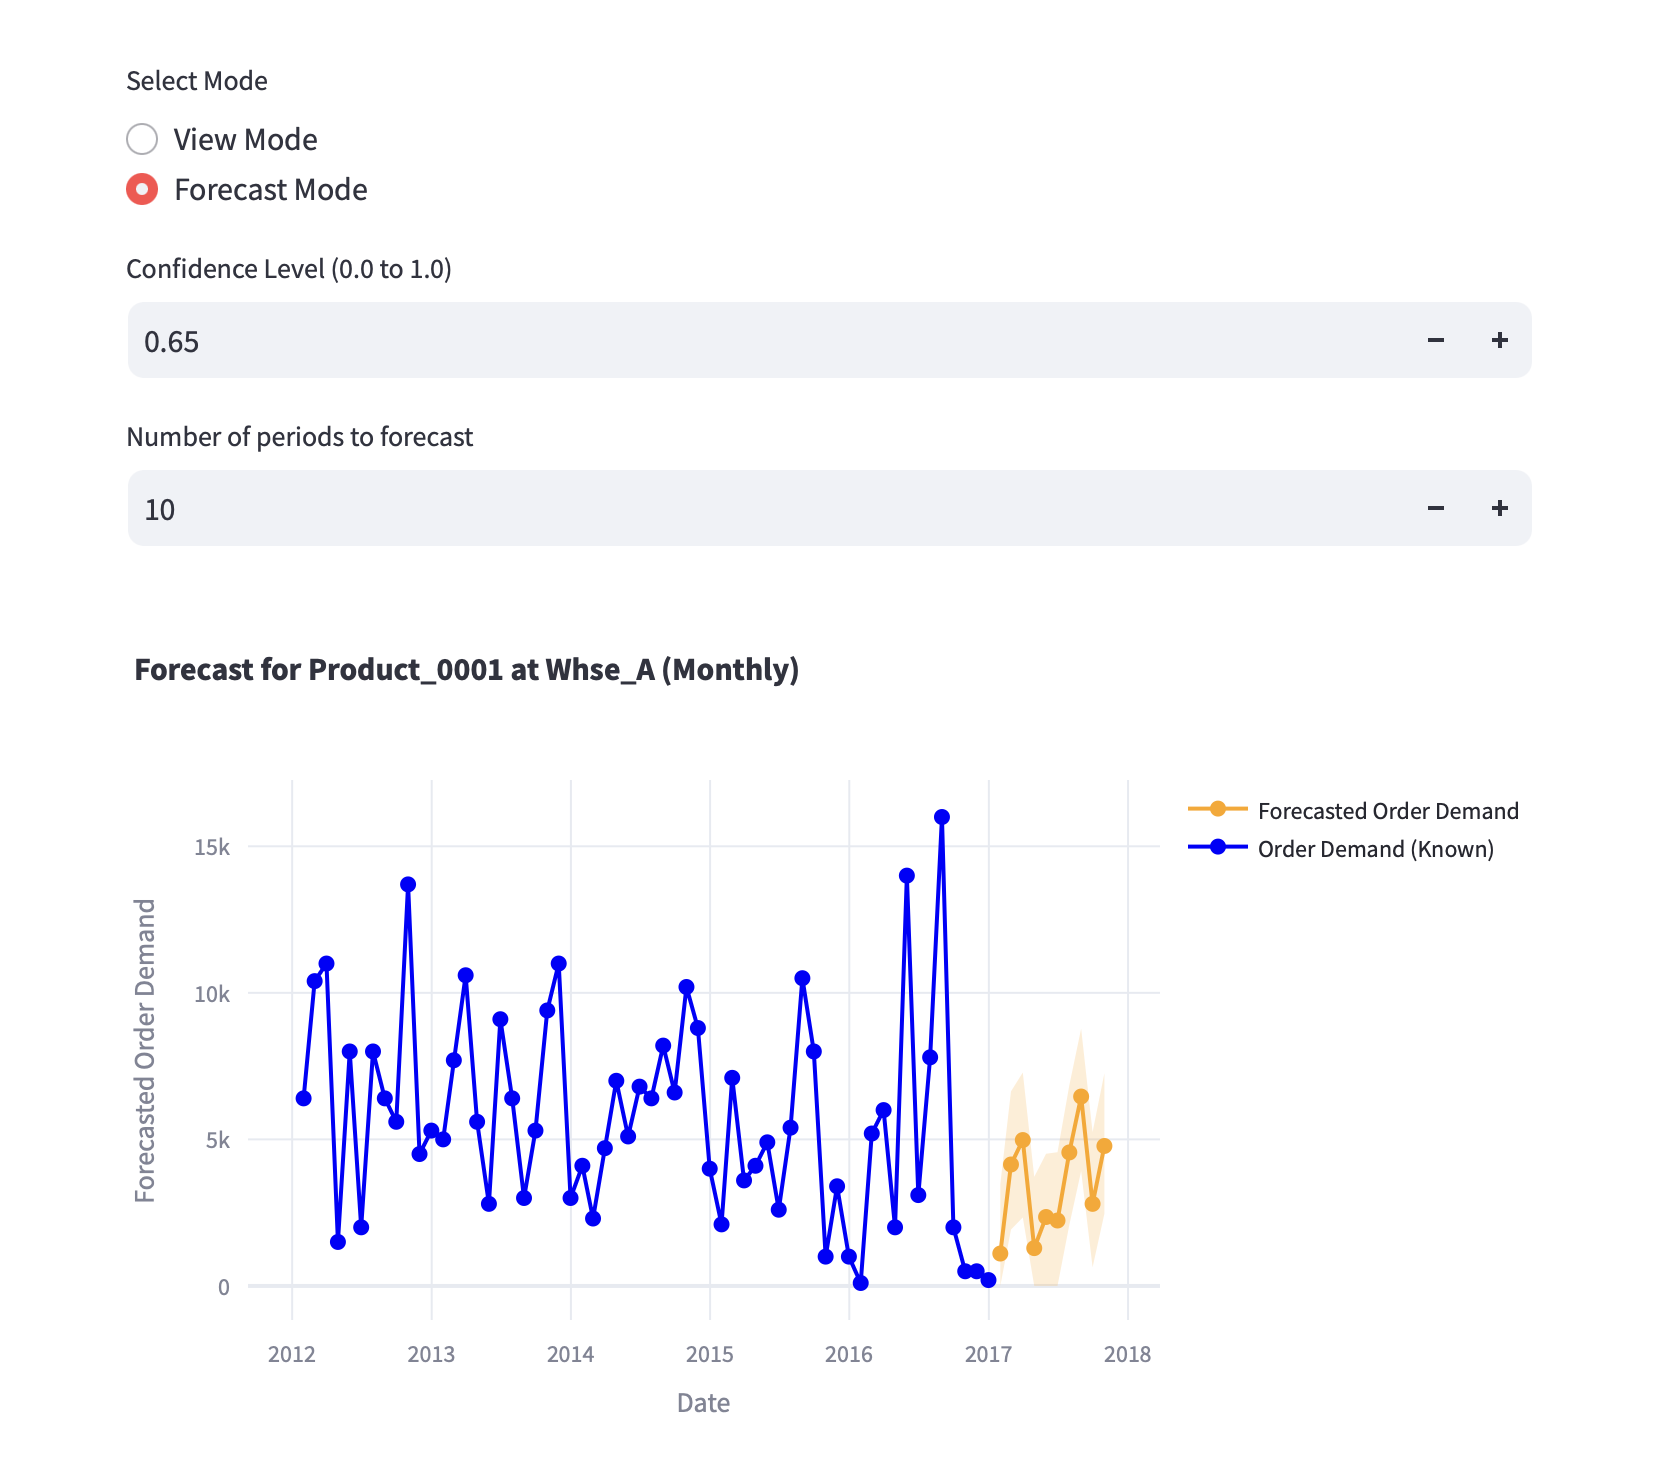 Select Mode
View Mode
Forecast Mode
Confidence Level (0.0 to 1.0)
0.65
Number of periods to forecast
10
Forecast for Product_0001 at Whse_A (Monthly)
Forecasted Order Demand
Order Demand (Known)
Forecasted Order Demand
15k
10k
5k
0
2012 2013 2014 2015 2016 2017 2018
Date